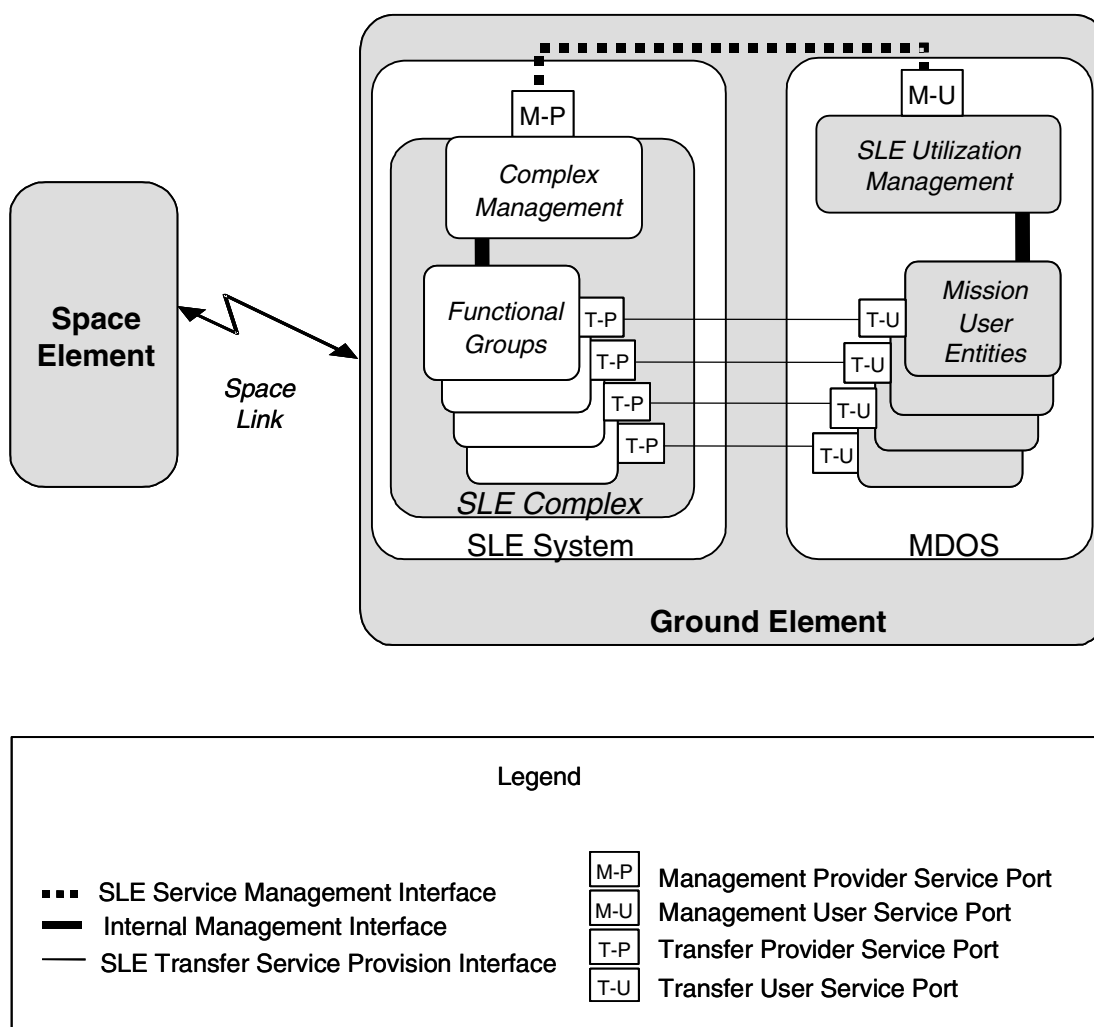 M-P
M-U
Complex
Management
SLE Utilization
Management
Space
Element
Space
Link
Functional
Groups
T-P
T-P
T-P
T-P
T-U
T-U
T-U
T-U
Mission
User
Entities
SLE Complex
SLE System
MDOS
Ground Element
Legend
SLE Service Management Interface
Internal Management Interface
SLE Transfer Service Provision Interface
M-P Management Provider Service Port
M-U Management User Service Port
T-P Transfer Provider Service Port
T-U Transfer User Service Port